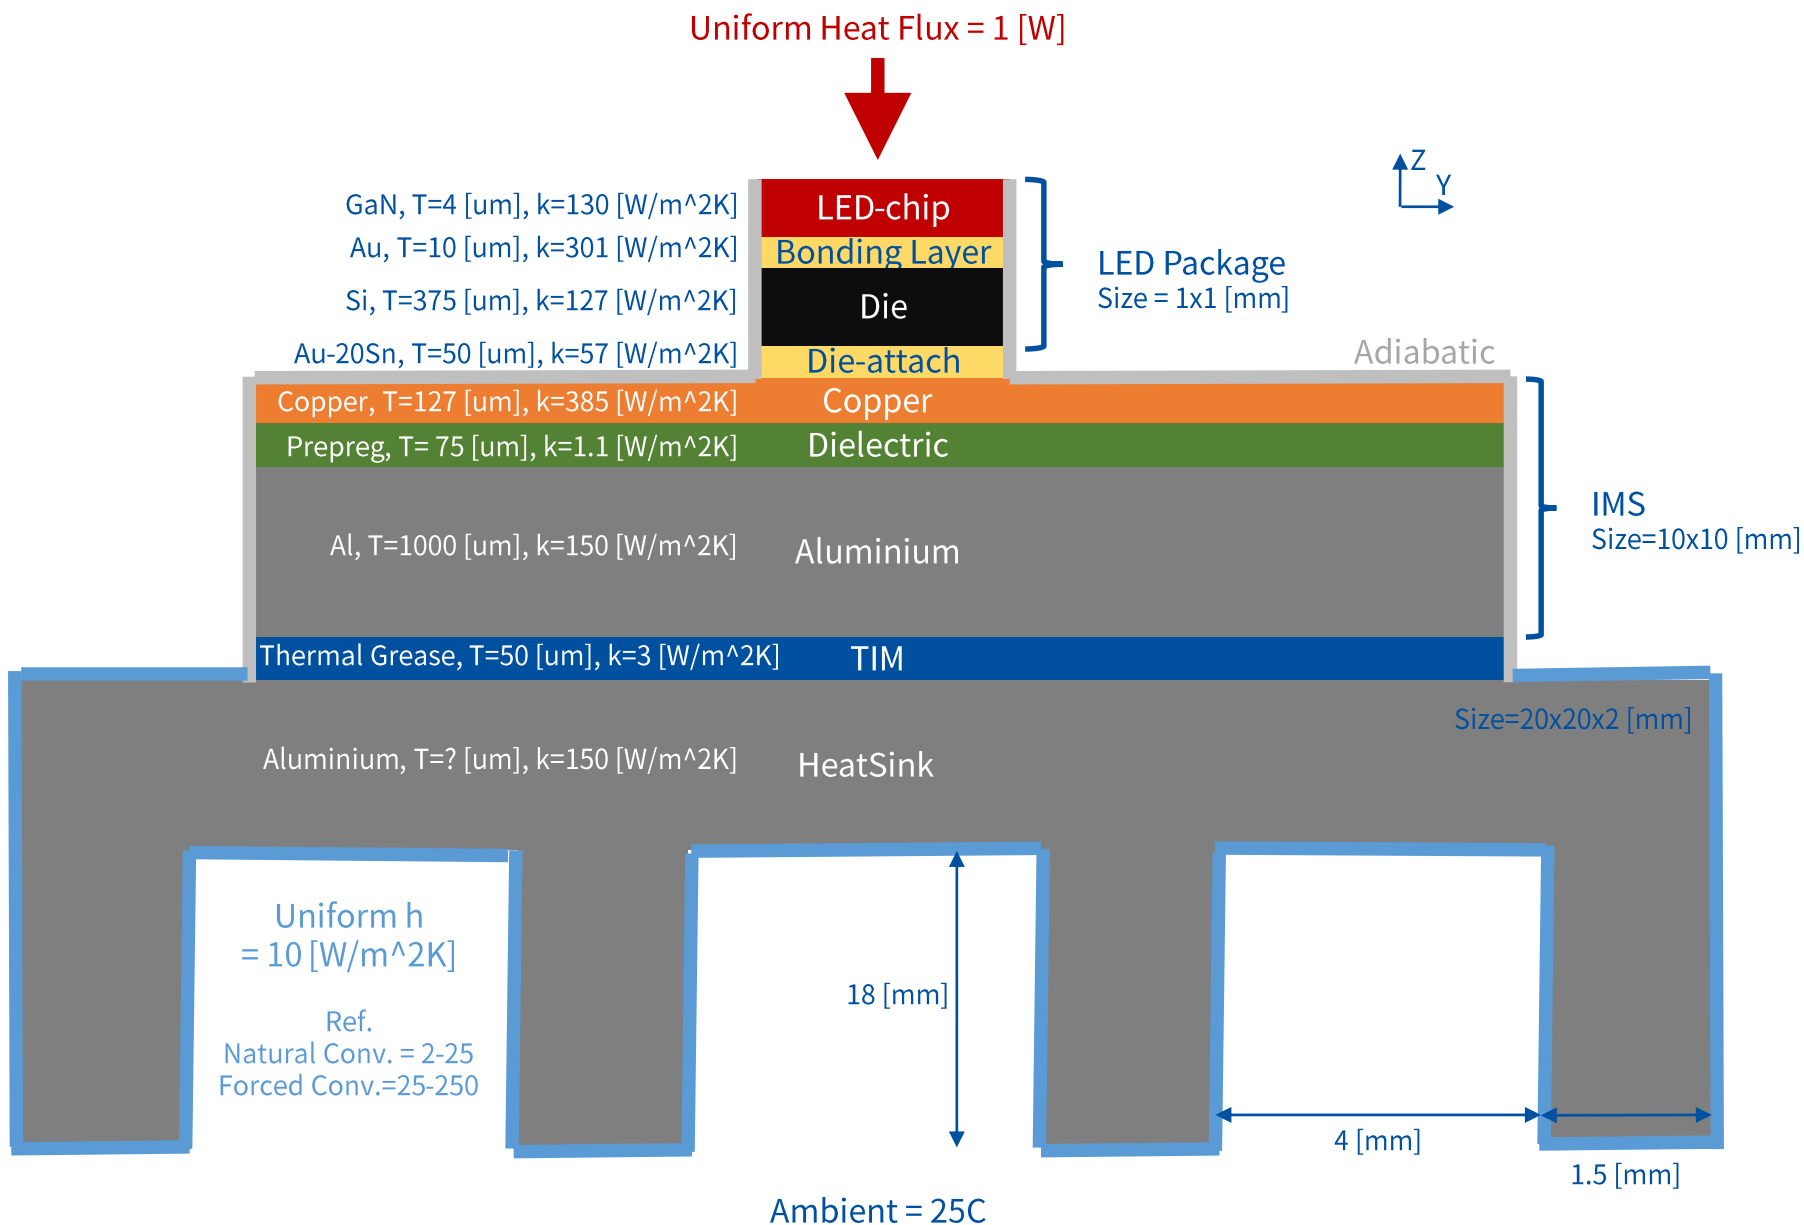 Uniform Heat Flux = 1 [W]
Z
Y
GaN, T=4 [um], k=130 [W/m^2K]
LED-chip
Au, T=10 [um], k=301 [W/m^2K]
Bonding Layer
LED Package
Size = 1x1 [mm]
Si, T=375 [um], k=127 [W/m^2K]
Die
Au-20Sn, T=50 [um], k=57 [W/m^2K]
Die-attach
Adiabatic
Copper, T=127 [um], k=385 [W/m^2K]
Copper
Prepreg, T= 75 [um], k=1.1 [W/m^2K]
Dielectric
IMS
Size=10x10 [mm]
Al, T=1000 [um], k=150 [W/m^2K]
Aluminium
Thermal Grease, T=50 [um], k=3 [W/m^2K]
TIM
Size=20x20x2 [mm]
Aluminium, T=? [um], k=150 [W/m^2K]
HeatSink
Uniform h
= 10 [W/m^2K]
Ref.
Natural Conv. = 2-25
Forced Conv.=25-250
18 [mm]
4 [mm]
1.5 [mm]
Ambient = 25C